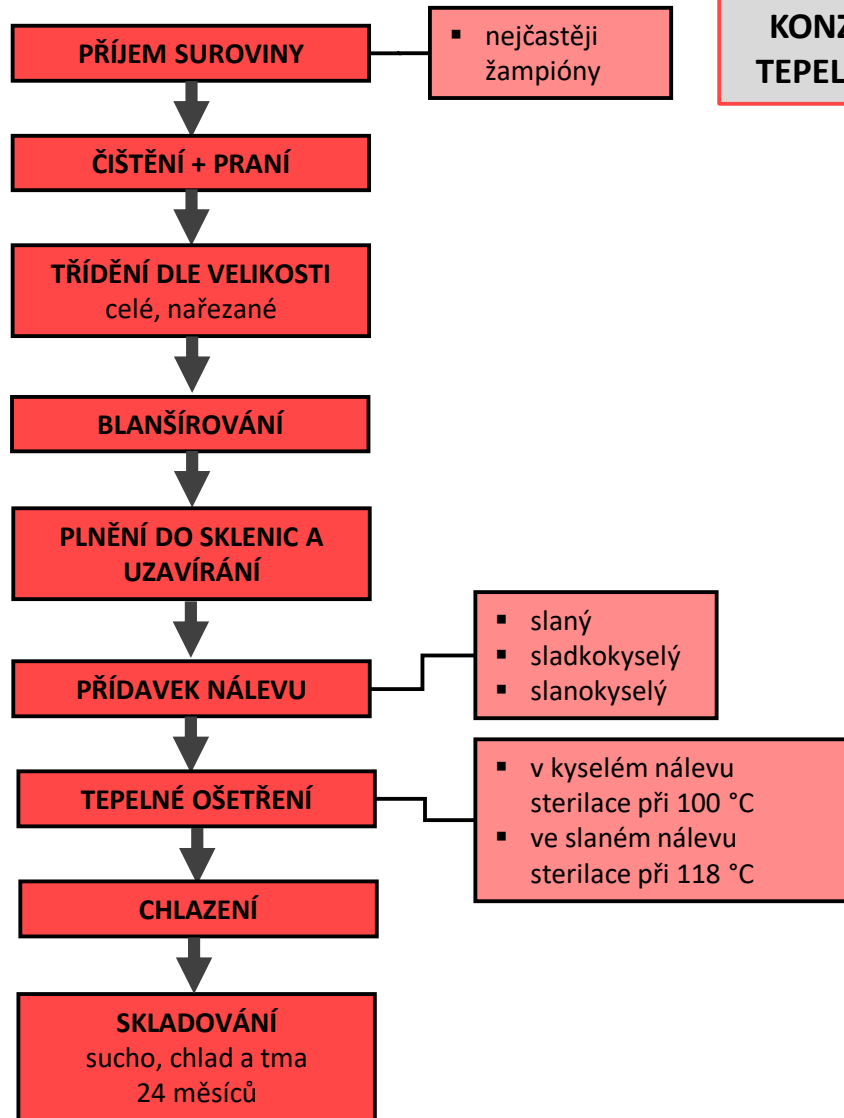 PŘÍJEM SUROVINY
▪ nejčastěji
žampióny
KONZ
TEPEL
ČIŠTĚNÍ + PRANÍ
TŘÍDĚNÍ DLE VELIKOSTI
celé, nařezané
BLANŠÍROVÁNÍ
PLNĚNÍ DO SKLENIC A
UZAVÍRÁNÍ
PŘÍDAVEK NÁLEVU
▪ slaný
▪ sladkokyselý
▪ slanokyselý
TEPELNÉ OŠETŘENÍ
▪ v kyselém nálevu
sterilace při 100 °C
▪ ve slaném nálevu
sterilace při 118 °C
CHLAZENÍ
SKLADOVÁNÍ
sucho, chlad a tma
24 měsíců